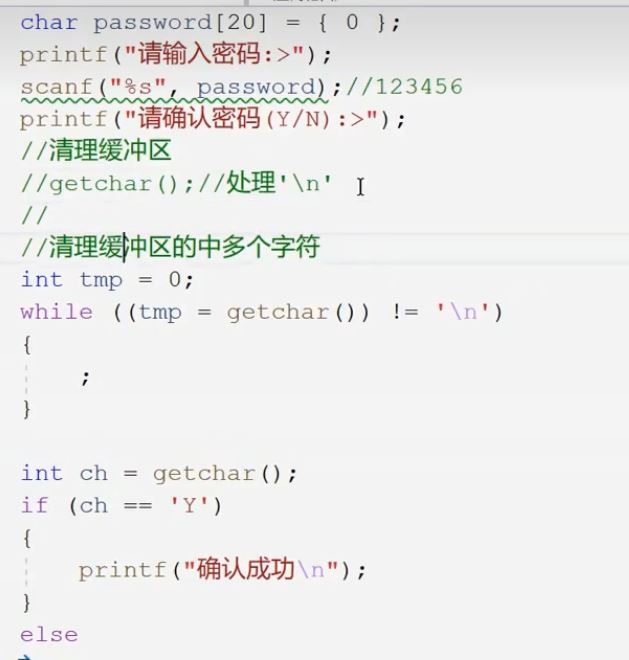 char password[20] = { 0 };
printf("请输入密码:>");
scanf("%s", password);//123456
printf("请确认密码(Y/N):>");
//清理缓冲区
//getchar();//处理'\n'
//
//清理缓冲区的中多个字符
int tmp = 0;
while ((tmp = getchar()) != '\n')
{
    ;
}
int ch = getchar();
if (ch == 'Y')
{
    printf("确认成功\n");
}
else